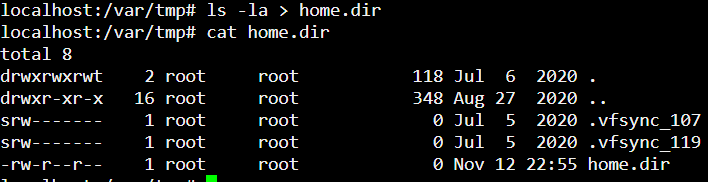 localhost:/var/tmp# ls -la > home.dir
localhost:/var/tmp# cat home.dir
total 8
drwxrwxrwt    2 root     root           118 Jul  6  2020 .
drwxr-xr-x   16 root     root           348 Aug 27  2020 ..
srw-------    1 root     root             0 Jul  5  2020 .vfsync_107
srw-------    1 root     root             0 Jul  5  2020 .vfsync_119
-rw-r--r--    1 root     root             0 Nov 12 22:55 home.dir
localhost:/var/tmp#